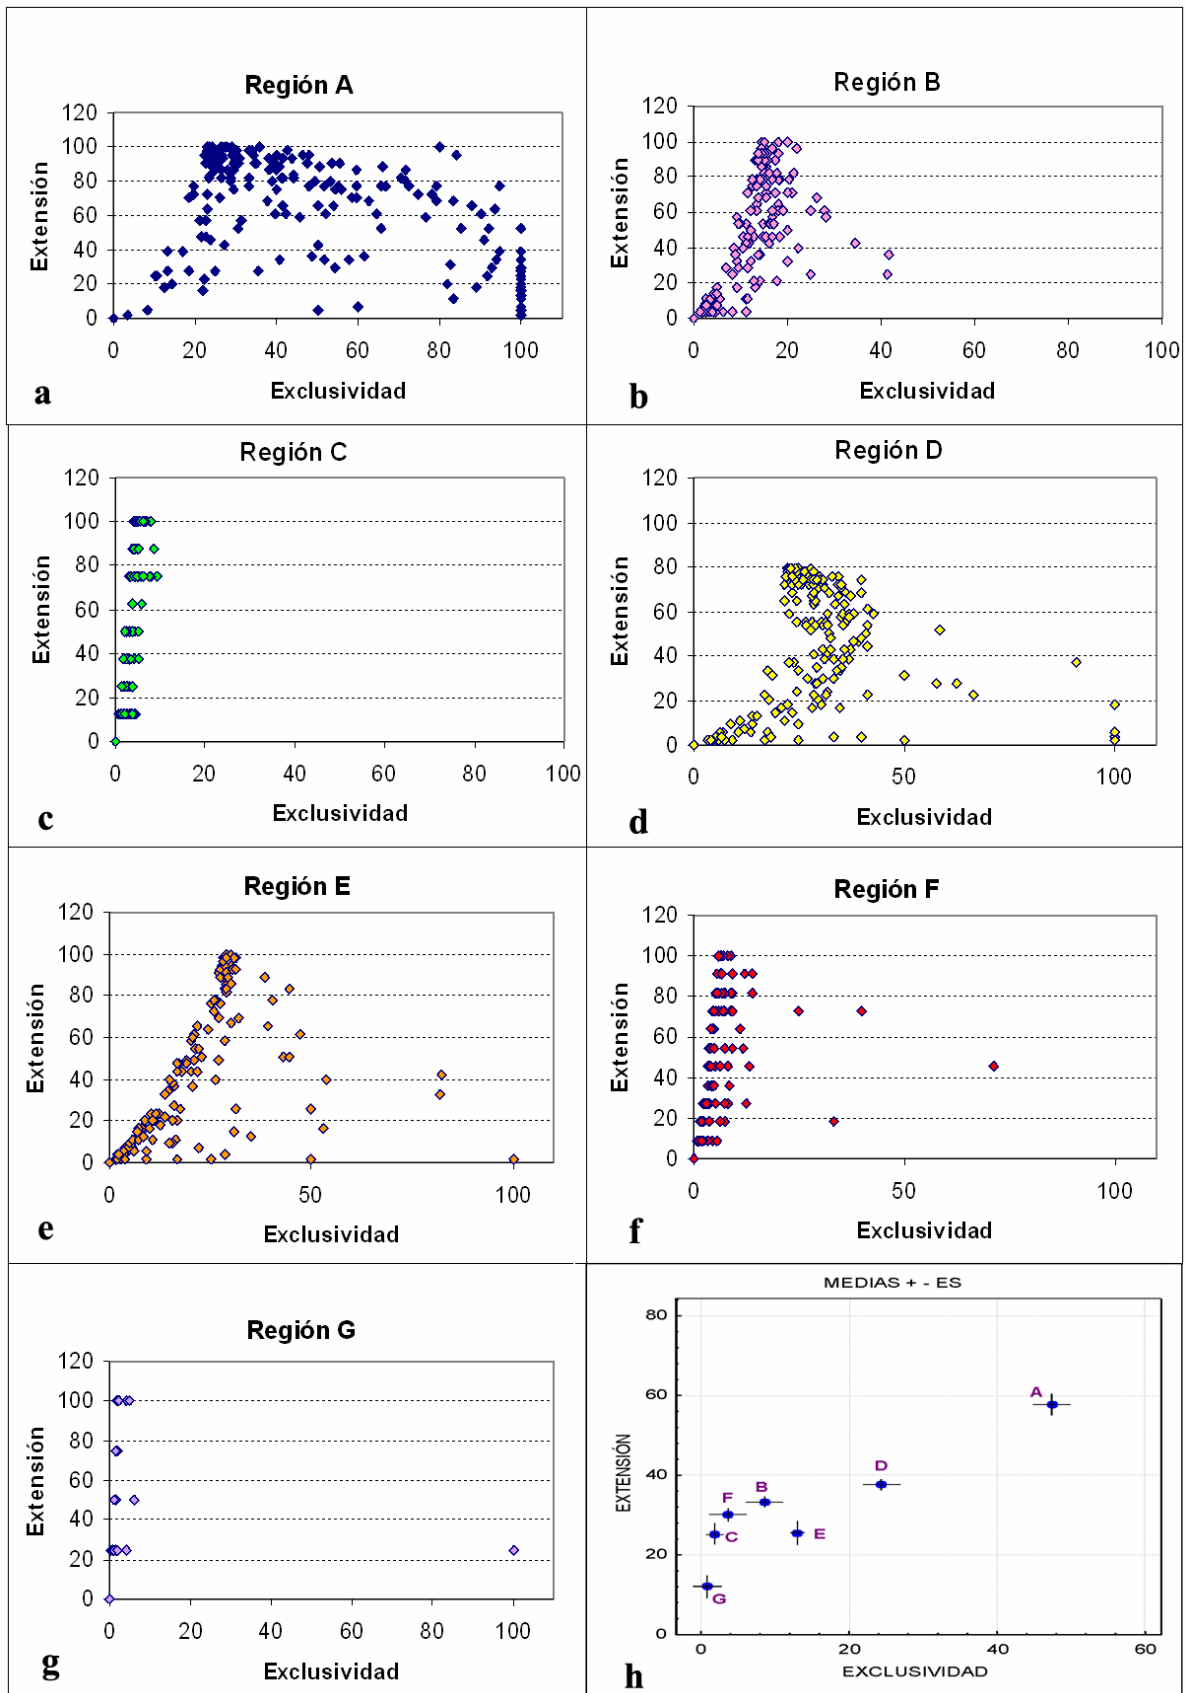 Región A
120
100
80
60
40
20
0
Extensión
0 20 40 60 80 100
Exclusividad
a
Región B
120
100
80
60
40
20
0
Extensión
0 20 40 60 80 100
Exclusividad
b
Región C
120
100
80
60
40
20
0
Extensión
0 20 40 60 80 100
Exclusividad
c
Región D
120
100
80
60
40
20
0
Extensión
0 50 100
Exclusividad
d
Región E
120
100
80
60
40
20
0
Extensión
0 50 100
Exclusividad
e
Región F
120
100
80
60
40
20
0
Extensión
0 50 100
Exclusividad
f
Región G
120
100
80
60
40
20
0
Extensión
0 50 100
Exclusividad
g
MEDIAS + - ES
80
60
40
20
0
EXTENSIÓN
A
D
B
F
E
C
G
0 20 40 60
EXCLUSIVIDAD
h